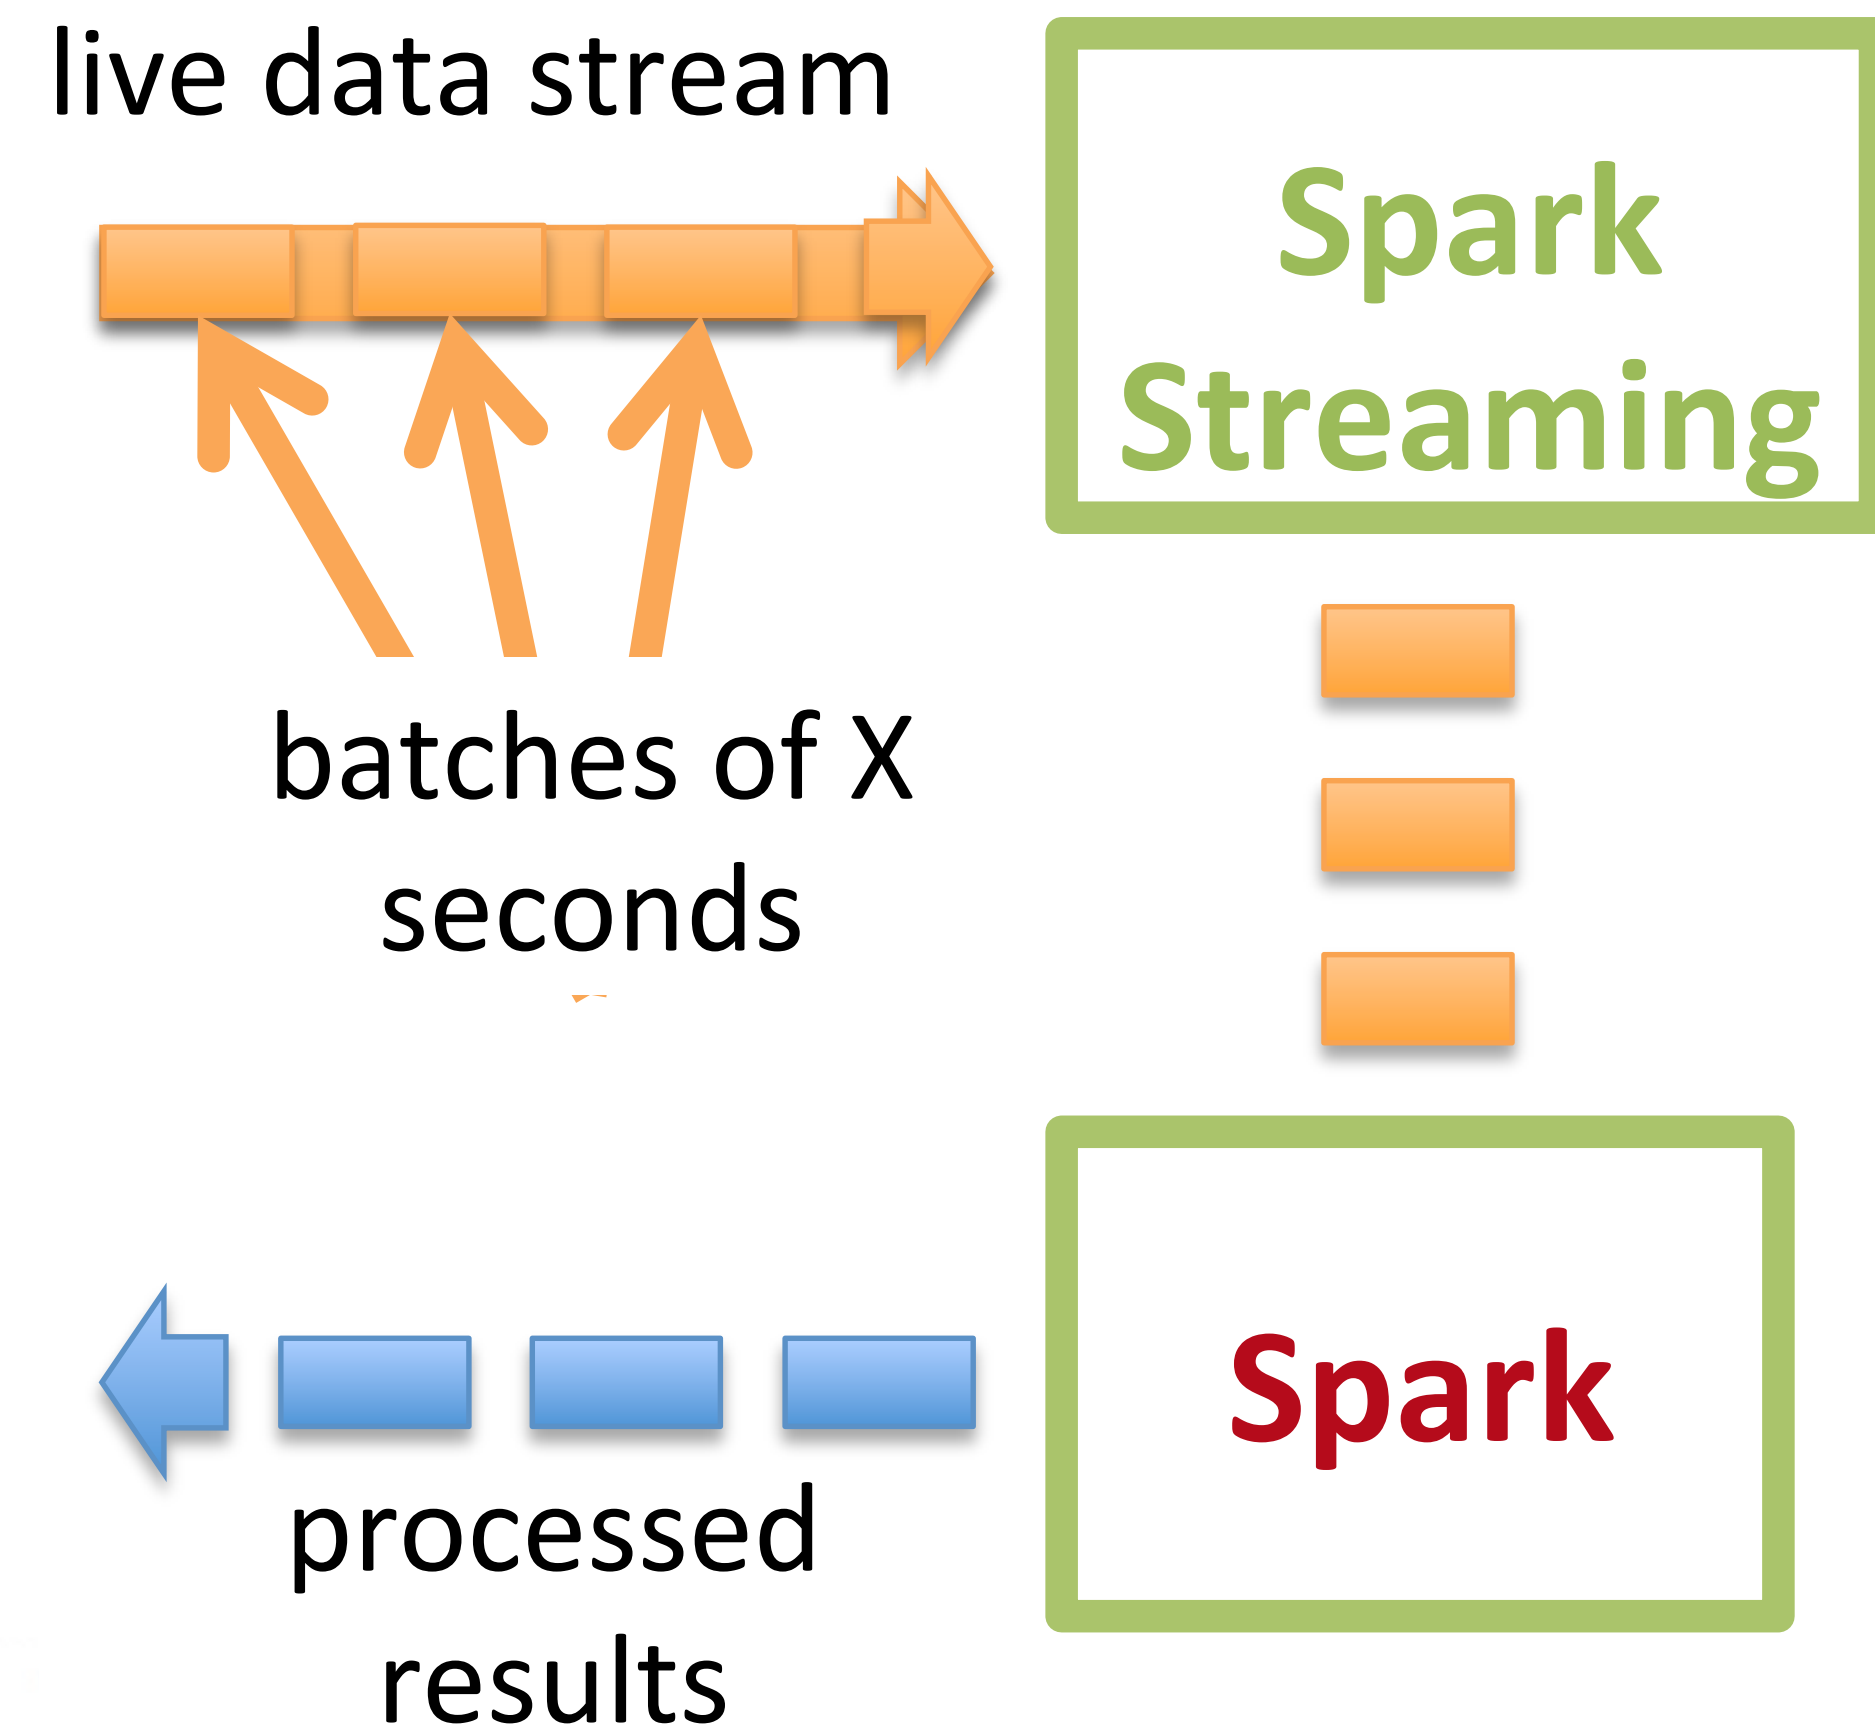 live data stream
Spark
Streaming
batches of X
seconds
Spark
processed
results